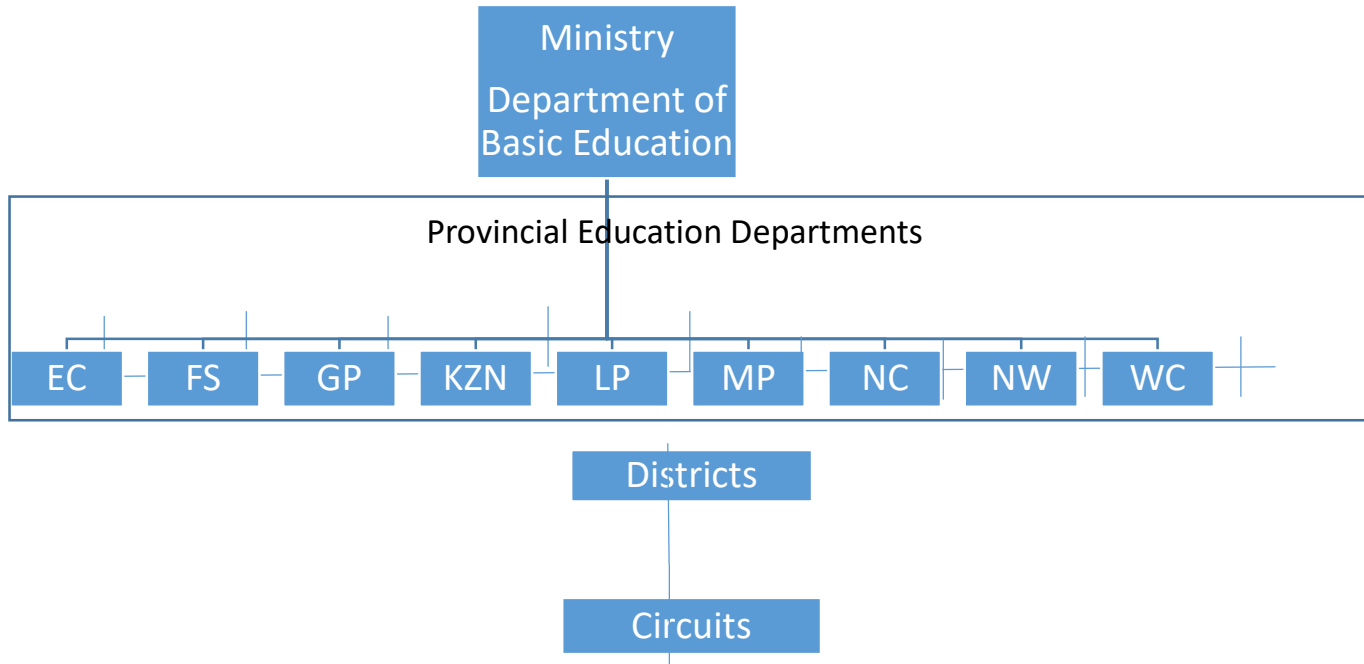 Ministry
Department of
Basic Education
Provincial Education Departments
EC FS GP KZN LP MP NC NW WC
Districts
Circuits